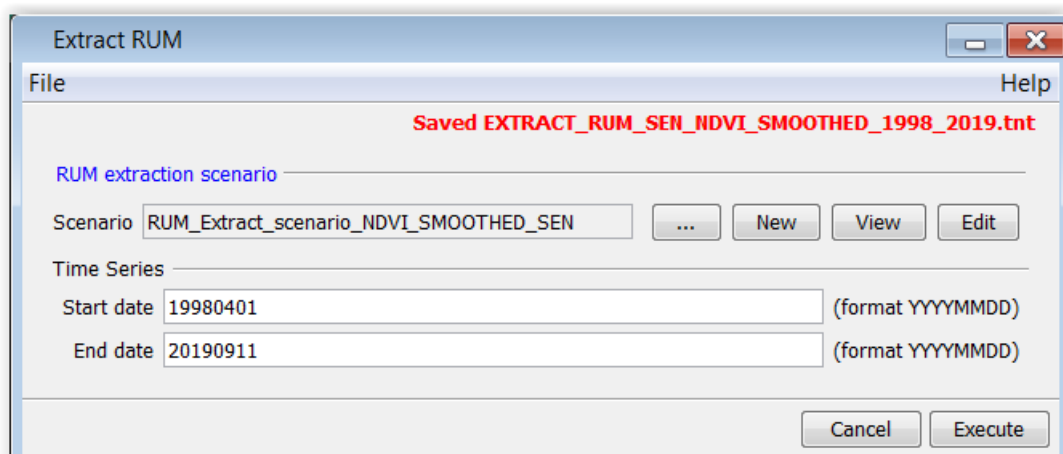 Extract RUM
File Help
Saved EXTRACT_RUM_SEN_NDVI_SMOOTHED_1998_2019.tnt
RUM extraction scenario
Scenario RUM_Extract_scenario_NDVI_SMOOTHED_SEN ... New View Edit
Time Series
Start date 19980401 (format YYYYMMDD)
End date 20190911 (format YYYYMMDD)
Cancel Execute